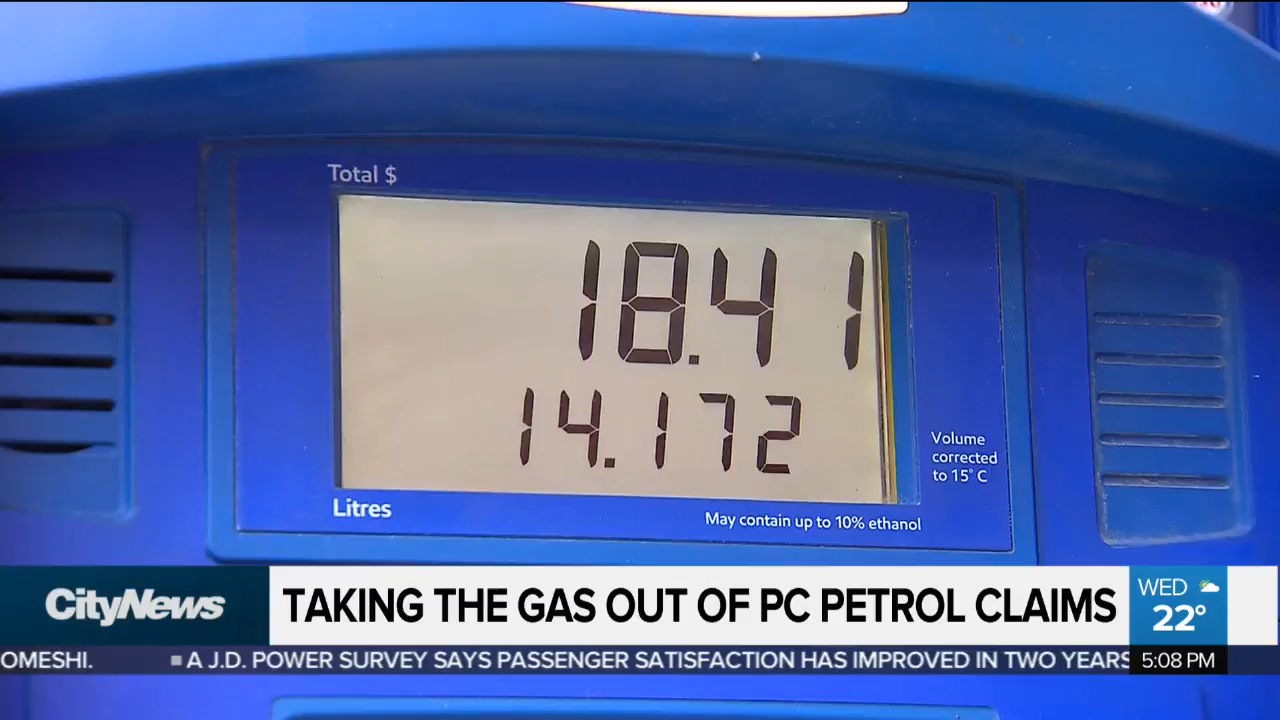 Total $
18.41
14.172
Volume
corrected
to 15° C
Litres
May contain up to 10% ethanol
CityNews
TAKING THE GAS OUT OF PC PETROL CLAIMS
WED
22°
OMESHI.
A J.D. POWER SURVEY SAYS PASSENGER SATISFACTION HAS IMPROVED IN TWO YEARS
5:08 PM